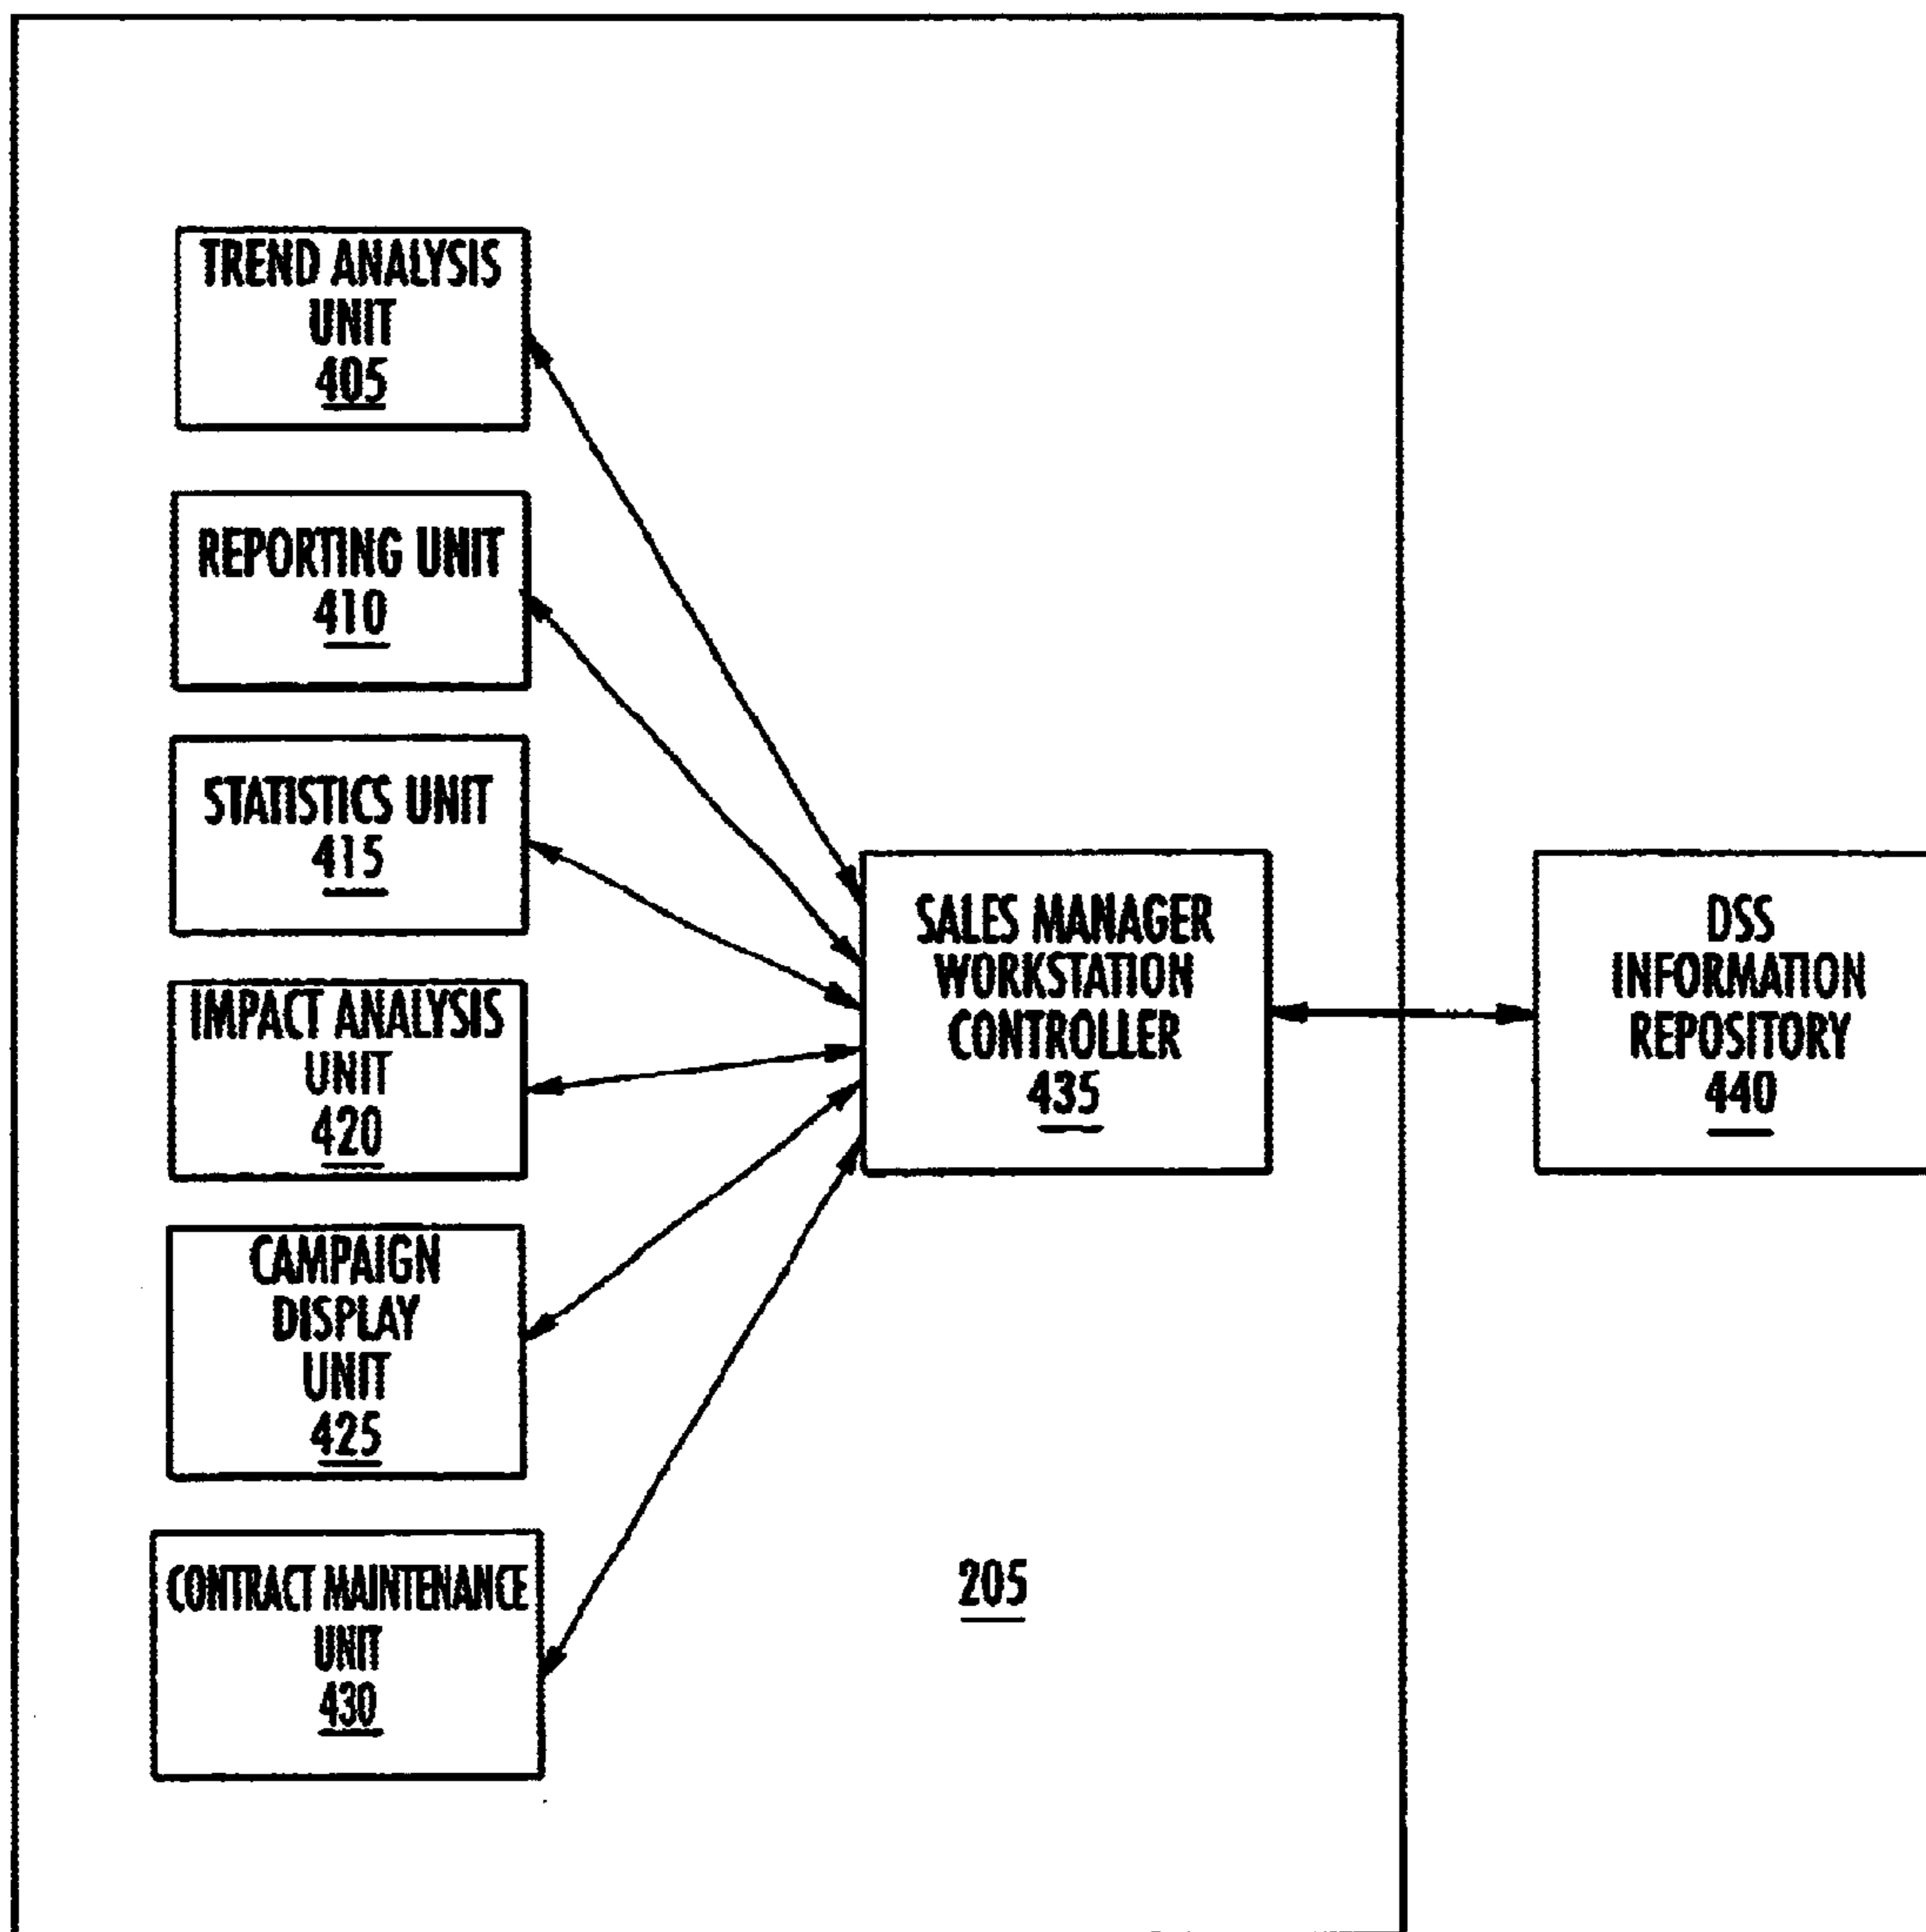 TREND ANALYSIS
UNIT
405
REPORTING UNIT
410
STATISTICS UNIT
415
IMPACT ANALYSIS
UNIT
420
CAMPAIGN
DISPLAY
UNIT
425
CONTRACT MAINTENANCE
UNIT
430
SALES MANAGER
WORKSTATION
CONTROLLER
435
205
DSS
INFORMATION
REPOSITORY
440